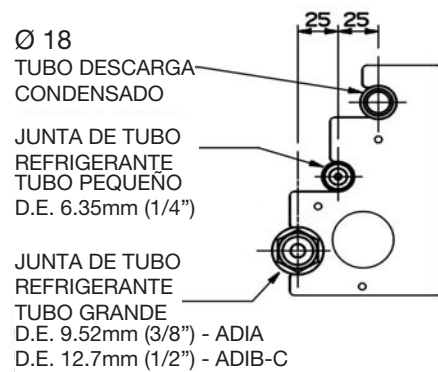 25 25
Ø 18
TUBO DESCARGA
CONDENSADO
JUNTA DE TUBO
REFRIGERANTE
TUBO PEQUEÑO
D.E. 6.35mm (1/4”)
JUNTA DE TUBO
REFRIGERANTE
TUBO GRANDE
D.E. 9.52mm (3/8”) - ADIA
D.E. 12.7mm (1/2”) - ADIB-C